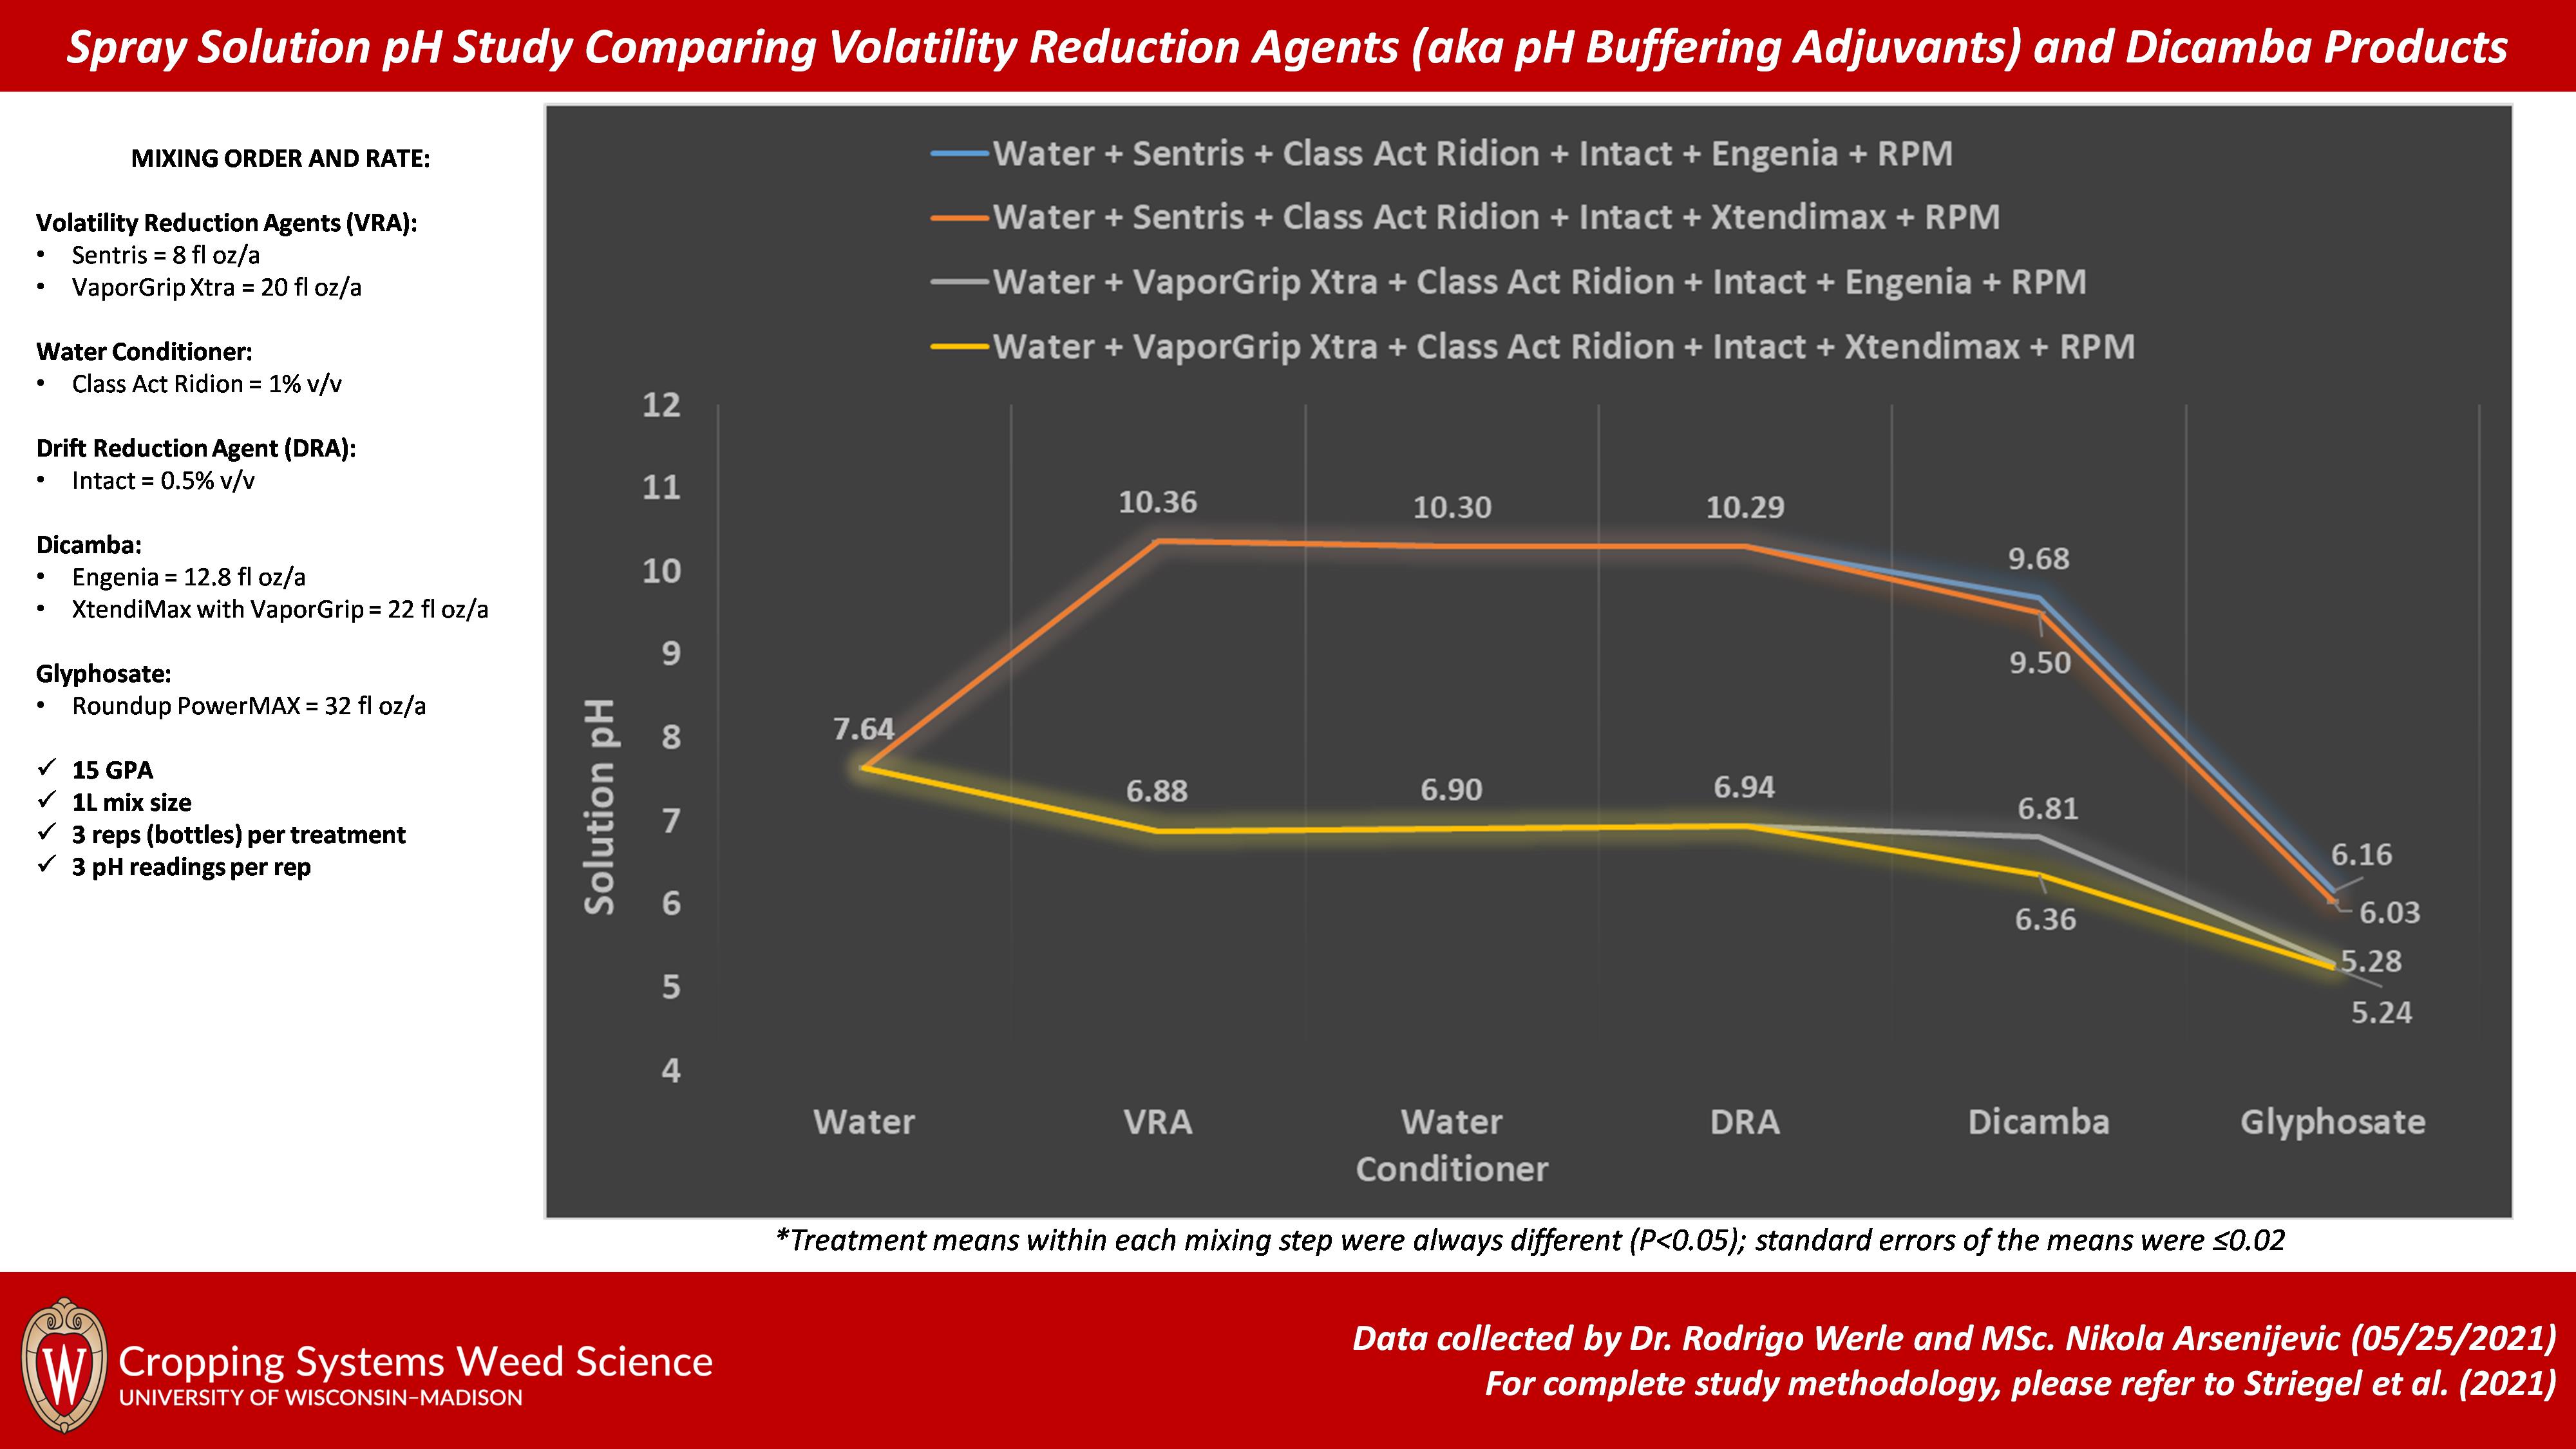 Spray Solution pH Study Comparing Volatility Reduction Agents (aka pH Buffering Adjuvants) and Dicamba Products
MIXING ORDER AND RATE:
Volatility Reduction Agents (VRA):
• Sentris = 8 fl oz/a
• VaporGrip Xtra = 20 fl oz/a
Water Conditioner:
• Class Act Ridion = 1% v/v
Drift Reduction Agent (DRA):
• Intact = 0.5% v/v
Dicamba:
• Engenia = 12.8 fl oz/a
• XtendiMax with VaporGrip = 22 fl oz/a
Glyphosate:
• Roundup PowerMAX = 32 fl oz/a
✓ 15 GPA
✓ 1L mix size
✓ 3 reps (bottles) per treatment
✓ 3 pH readings per rep
Water + Sentris + Class Act Ridion + Intact + Engenia + RPM
Water + Sentris + Class Act Ridion + Intact + Xtendimax + RPM
Water + VaporGrip Xtra + Class Act Ridion + Intact + Engenia + RPM
Water + VaporGrip Xtra + Class Act Ridion + Intact + Xtendimax + RPM
Solution pH
12
11
10
9
8
7
6
5
4
7.64
10.36
10.30
10.29
9.68
9.50
6.88
6.90
6.94
6.81
6.36
6.16
6.03
5.28
5.24
Water
VRA
Water
Conditioner
DRA
Dicamba
Glyphosate
*Treatment means within each mixing step were always different (P<0.05); standard errors of the means were ≤0.02
W
Cropping Systems Weed Science
UNIVERSITY OF WISCONSIN–MADISON
Data collected by Dr. Rodrigo Werle and MSc. Nikola Arsenijevic (05/25/2021)
For complete study methodology, please refer to Striegel et al. (2021)